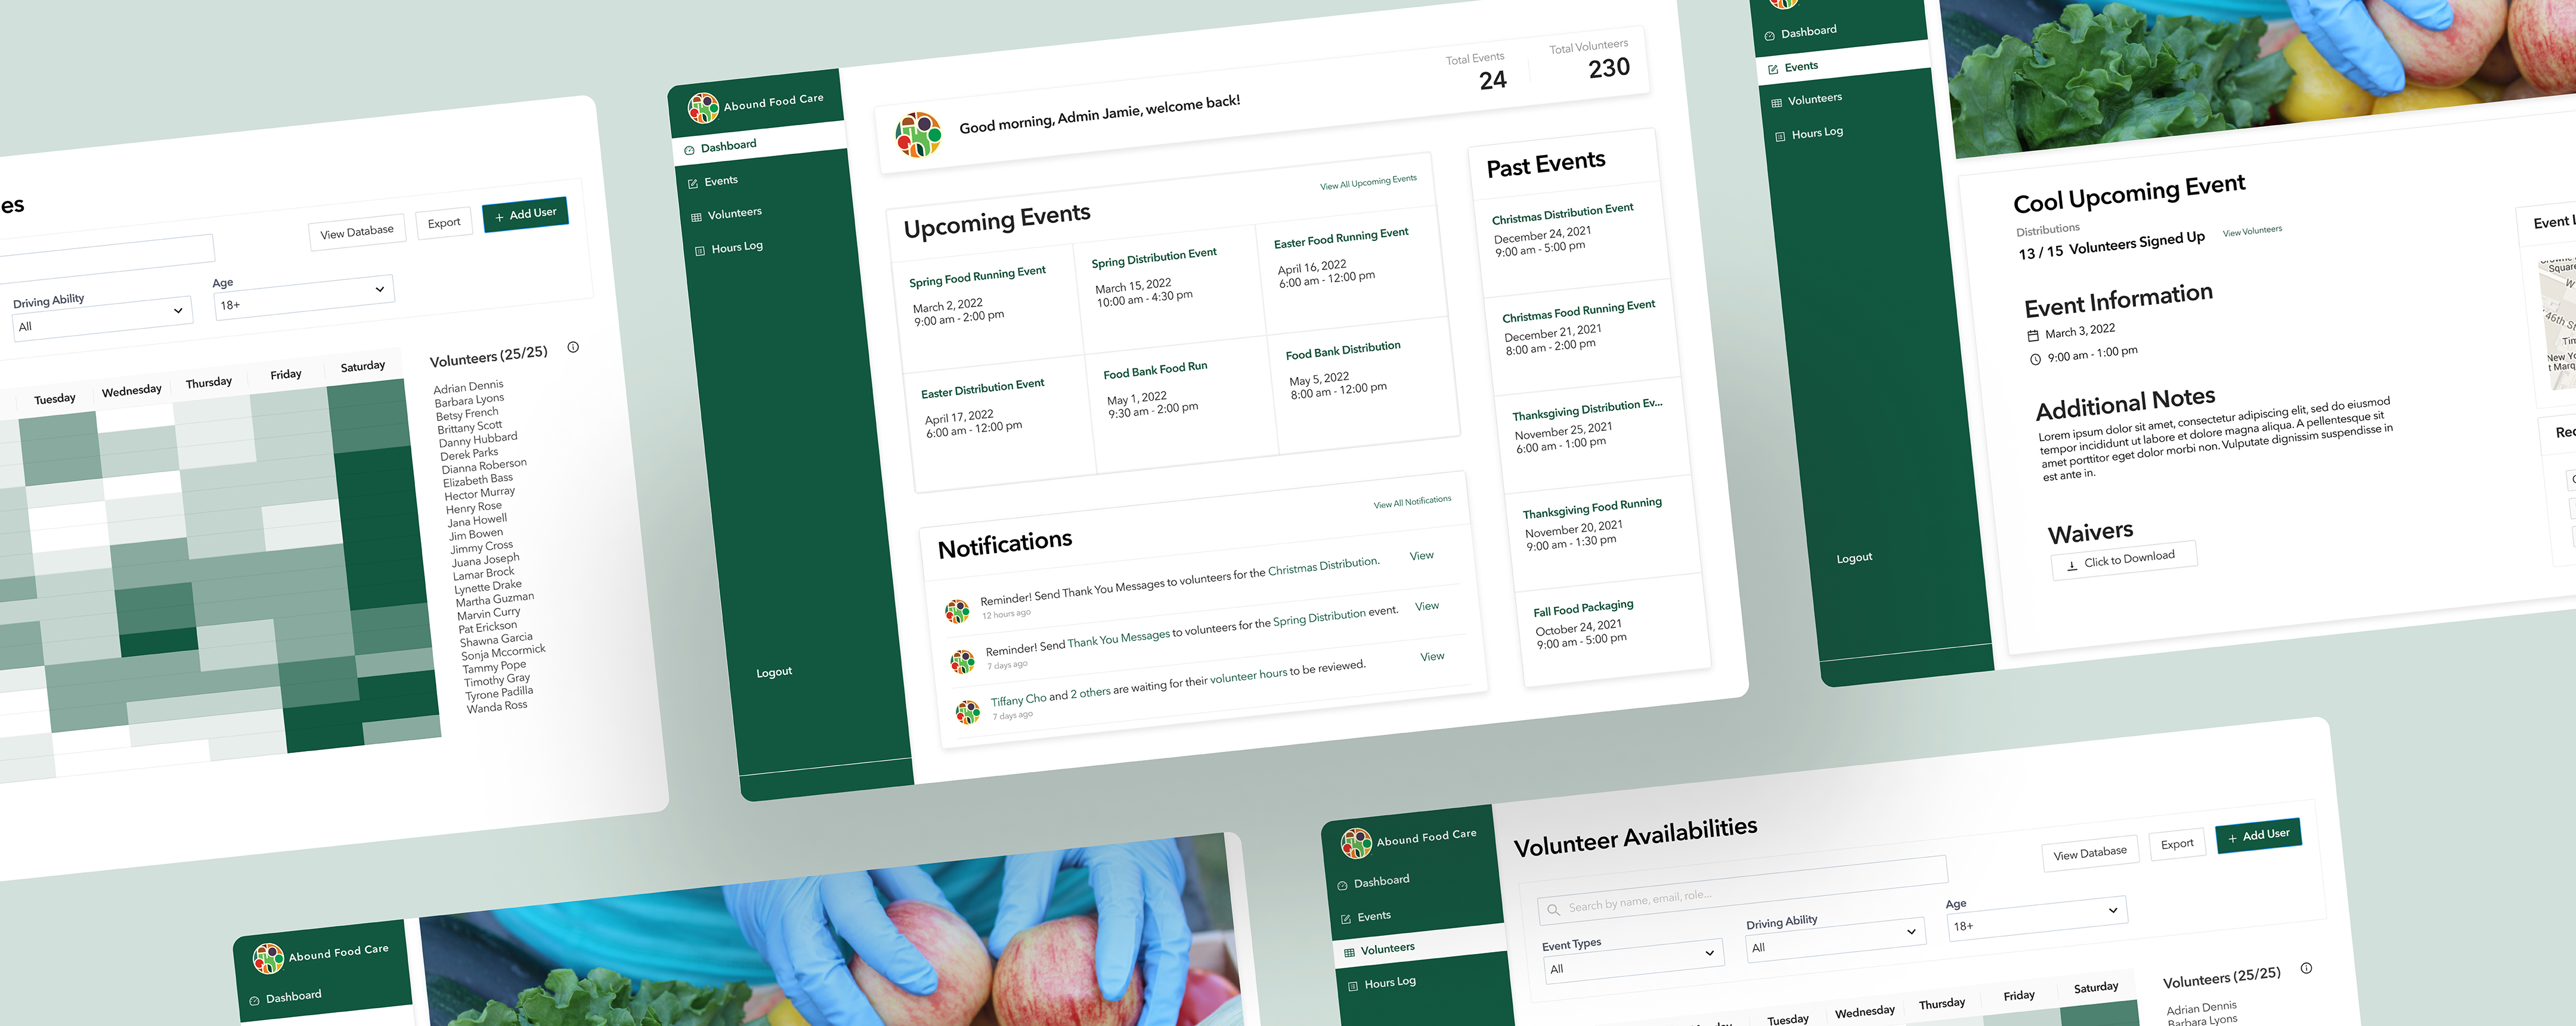 es
View Database
Export
+ Add User
Driving Ability
All
Age
18+
Tuesday
Wednesday
Thursday
Friday
Saturday
Volunteers (25/25)
Adrian Dennis
Barbara Lyons
Betsy French
Brittany Scott
Danny Hubbard
Derek Parks
Dianna Roberson
Elizabeth Bass
Hector Murray
Henry Rose
Jana Howell
Jim Bowen
Jimmy Cross
Juana Joseph
Lamar Brock
Lynette Drake
Martha Guzman
Marvin Curry
Pat Erickson
Shawna Garcia
Sonja Mccormick
Tammy Pope
Timothy Gray
Tyrone Padilla
Wanda Ross
Abound Food Care
Dashboard
Events
Volunteers
Hours Log
Logout
Good morning, Admin Jamie, welcome back!
Total Events
24
Total Volunteers
230
Upcoming Events
View All Upcoming Events
Spring Food Running Event
March 2, 2022
9:00 am - 2:00 pm
Spring Distribution Event
March 15, 2022
10:00 am - 4:30 pm
Easter Food Running Event
April 16, 2022
6:00 am - 12:00 pm
Easter Distribution Event
April 17, 2022
6:00 am - 12:00 pm
Food Bank Food Run
May 1, 2022
9:30 am - 2:00 pm
Food Bank Distribution
May 5, 2022
8:00 am - 12:00 pm
Notifications
View All Notifications
Reminder! Send Thank You Messages to volunteers for the Christmas Distribution.
12 hours ago
View
Reminder! Send Thank You Messages to volunteers for the Spring Distribution event.
7 days ago
View
Tiffany Cho and 2 others are waiting for their volunteer hours to be reviewed.
7 days ago
View
Past Events
Christmas Distribution Event
December 24, 2021
9:00 am - 5:00 pm
Christmas Food Running Event
December 21, 2021
8:00 am - 2:00 pm
Thanksgiving Distribution Ev...
November 25, 2021
6:00 am - 1:00 pm
Thanksgiving Food Running
November 20, 2021
9:00 am - 1:30 pm
Fall Food Packaging
October 24, 2021
9:00 am - 5:00 pm
Dashboard
Events
Volunteers
Hours Log
Logout
Cool Upcoming Event
Distributions
13 / 15 Volunteers Signed Up
View Volunteers
Event Information
March 3, 2022
9:00 am - 1:00 pm
Additional Notes
Lorem ipsum dolor sit amet, consectetur adipiscing elit, sed do eiusmod
tempor incididunt ut labore et dolore magna aliqua. A pellentesque sit
amet porttitor eget dolor morbi non. Vulputate dignissim suspendisse in
est ante in.
Waivers
Click to Download
Event L
Square
46th St
Tim
New Yo
t Marq
Rec
Abound Food Care
Dashboard
Abound Food Care
Dashboard
Events
Volunteers
Hours Log
Volunteer Availabilities
Search by name, email, role...
View Database
Export
+ Add User
Event Types
All
Driving Ability
All
Age
18+
Tuesday
Wednesday
Thursday
Friday
Saturday
Volunteers (25/25)
Adrian Dennis
Barbara Lyons